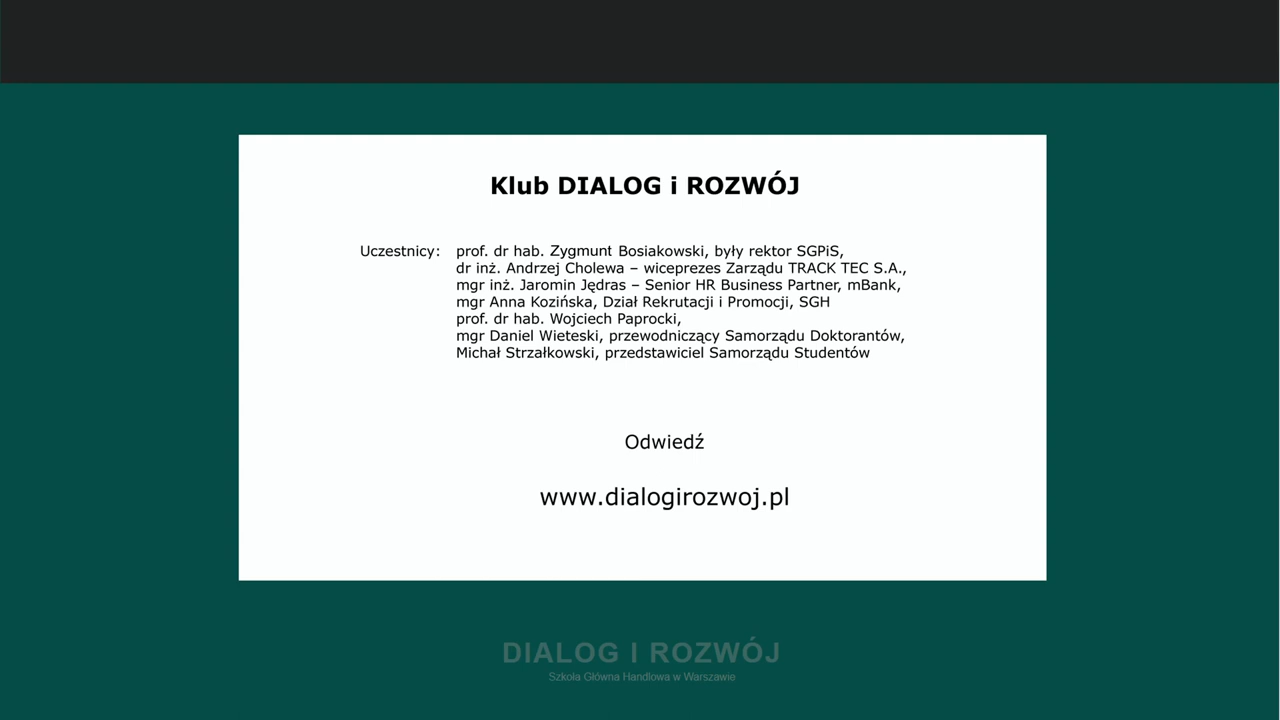 Klub DIALOG i ROZWÓJ
Uczestnicy: prof. dr hab. Zygmunt Bosiakowski, były rektor SGPiS,
dr inż. Andrzej Cholewa – wiceprezes Zarządu TRACK TEC S.A.,
mgr inż. Jaromin Jędras – Senior HR Business Partner, mBank,
mgr Anna Kozińska, Dział Rekrutacji i Promocji, SGH
prof. dr hab. Wojciech Paprocki,
mgr Daniel Wieteski, przewodniczący Samorządu Doktorantów,
Michał Strzałkowski, przedstawiciel Samorządu Studentów
Odwiedź
www.dialogirozwoj.pl
DIALOG I ROZWÓJ
Szkoła Główna Handlowa w Warszawie